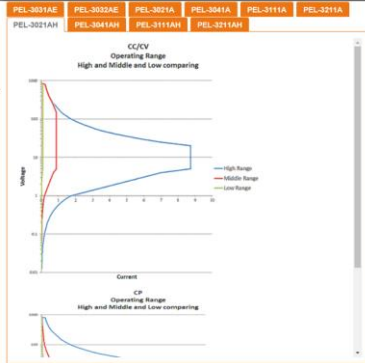 PEL-3031AE PEL-3032AE PEL-3021A PEL-3041A PEL-3111A PEL-3211A
PEL-3021AH PEL-3041AH PEL-3111AH PEL-3211AH
CC/CV
Operating Range
High and Middle and Low comparing
1000
100
10
1
0.1
0.01
Voltage
0 1 2 3 4 5 6 7 8 9 10
High Range
Middle Range
Low Range
Current
CP
Operating Range
High and Middle and Low comparing
1000
100